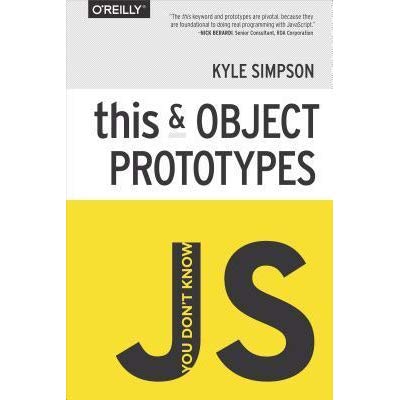 O'REILLY®
"The this keyword and prototypes are pivotal, because they
are foundational to doing real programming with JavaScript."
—NICK BERARDI, Senior Consultant, RDA Corporation
KYLE SIMPSON
this & OBJECT
PROTOTYPES
YOU DON'T KNOW
JS